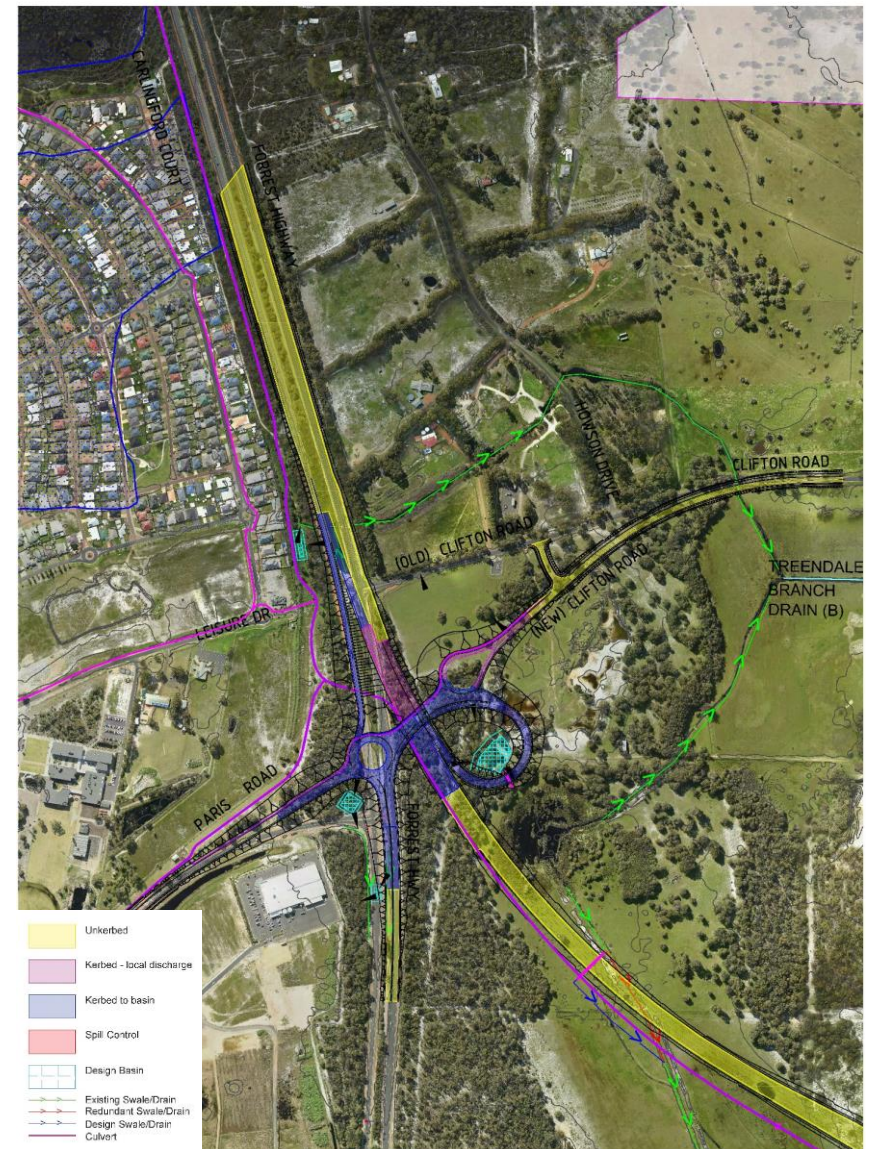 CARLINGFORD COURT
FORREST HIGHWAY
HOWSON DRIVE
CLIFTON ROAD
(OLD) CLIFTON ROAD
(NEW) CLIFTON ROAD
TREENDALE
BRANCH
DRAIN (B)
LEISURE DR
PARIS ROAD
FORREST HWY
Unkerbed
Kerbed - local discharge
Kerbed to basin
Spill Control
Design Basin
Existing Swale/Drain
Redundant Swale/Drain
Design Swale/Drain
Culvert